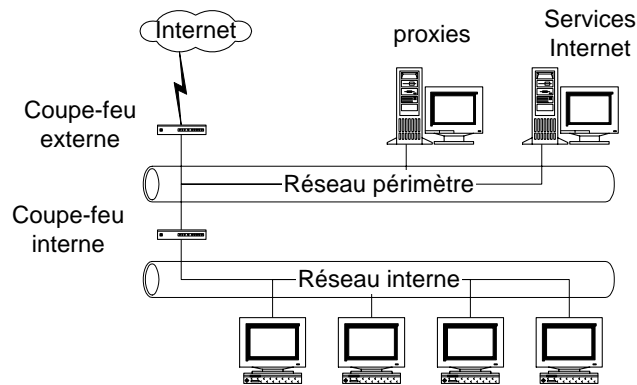 Internet
proxies
Services
Internet
Coupe-feu
externe
Réseau périmètre
Coupe-feu
interne
Réseau interne